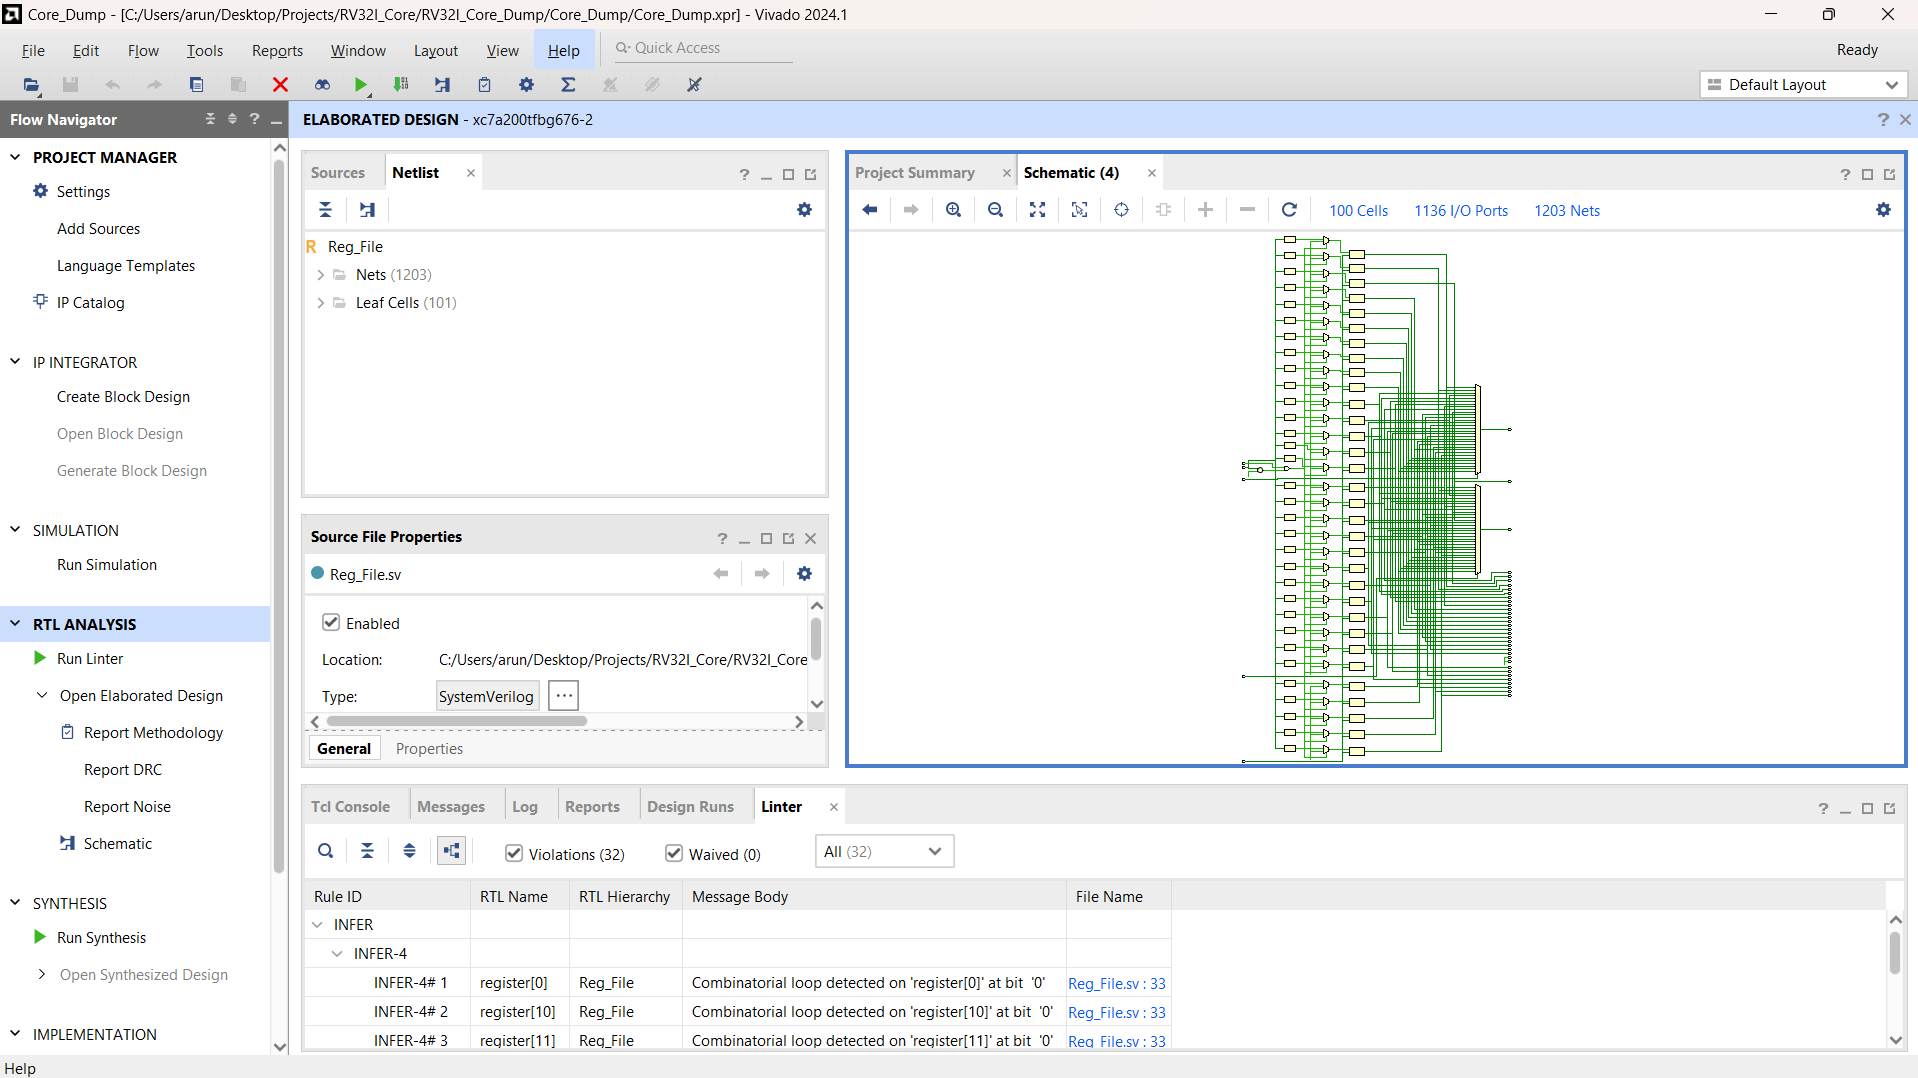 Core_Dump - [C:/Users/arun/Desktop/Projects/RV32I_Core/RV32I_Core_Dump/Core_Dump/Core_Dump.xpr] - Vivado 2024.1
File Edit Flow Tools Reports Window Layout View Help Quick Access Ready
Default Layout
Flow Navigator
ELABORATED DESIGN - xc7a200tfbg676-2
PROJECT MANAGER
Settings
Add Sources
Language Templates
IP Catalog
IP INTEGRATOR
Create Block Design
Open Block Design
Generate Block Design
SIMULATION
Run Simulation
RTL ANALYSIS
Run Linter
Open Elaborated Design
Report Methodology
Report DRC
Report Noise
Schematic
SYNTHESIS
Run Synthesis
Open Synthesized Design
IMPLEMENTATION
Sources Netlist
R Reg_File
Nets (1203)
Leaf Cells (101)
Source File Properties
Reg_File.sv
Enabled
Location: C:/Users/arun/Desktop/Projects/RV32I_Core/RV32I_Core
Type: SystemVerilog ...
General Properties
Project Summary Schematic (4)
100 Cells 1136 I/O Ports 1203 Nets
Tcl Console Messages Log Reports Design Runs Linter
Violations (32) Waived (0) All (32)
Rule ID RTL Name RTL Hierarchy Message Body File Name
INFER
INFER-4
INFER-4# 1 register[0] Reg_File Combinatorial loop detected on 'register[0]' at bit '0' Reg_File.sv : 33
INFER-4# 2 register[10] Reg_File Combinatorial loop detected on 'register[10]' at bit '0' Reg_File.sv : 33
INFER-4# 3 register[11] Reg_File Combinatorial loop detected on 'register[11]' at bit '0' Reg_File.sv : 33
Help